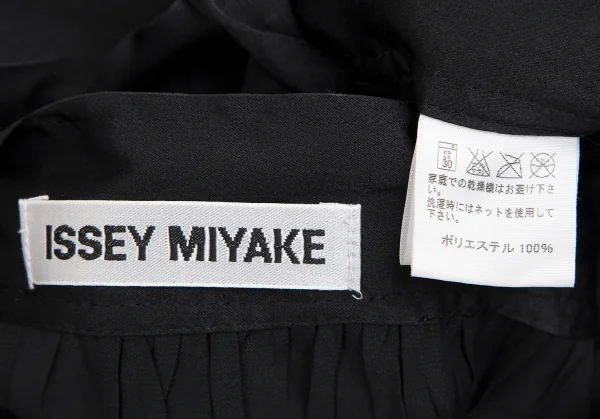 ISSEY MIYAKE
30
家庭での乾燥機はお避け下さ
い。
洗濯時にはネットを使用して
下さい。
ポリエステル 100%